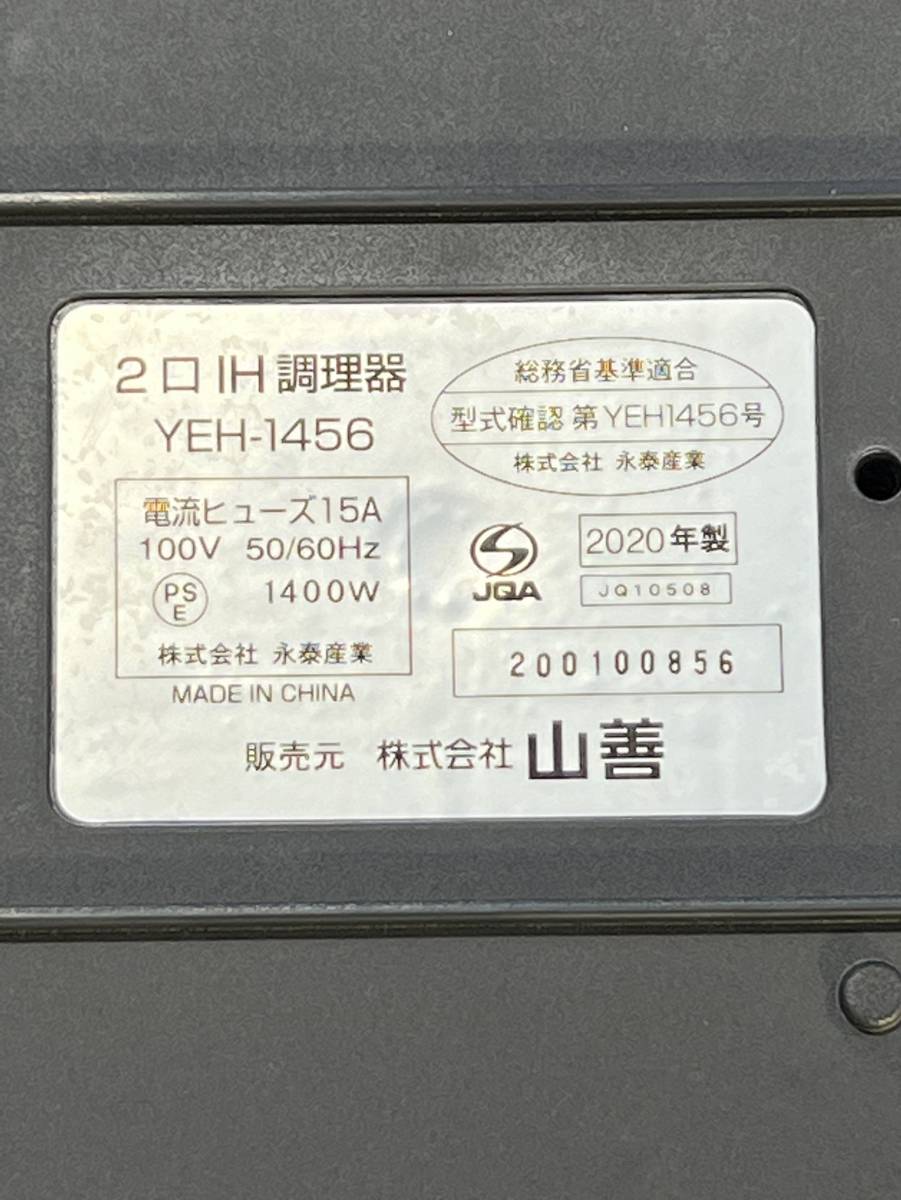 2口IH調理器
YEH-1456
総務省基準適合
型式確認 第YEH1456号
株式会社 永泰産業
電流ヒューズ15A
100V 50/60Hz
PS
E
1400W
株式会社 永泰産業
MADE IN CHINA
JQA
2020年製
JQ10508
200100856
販売元 株式会社 山善